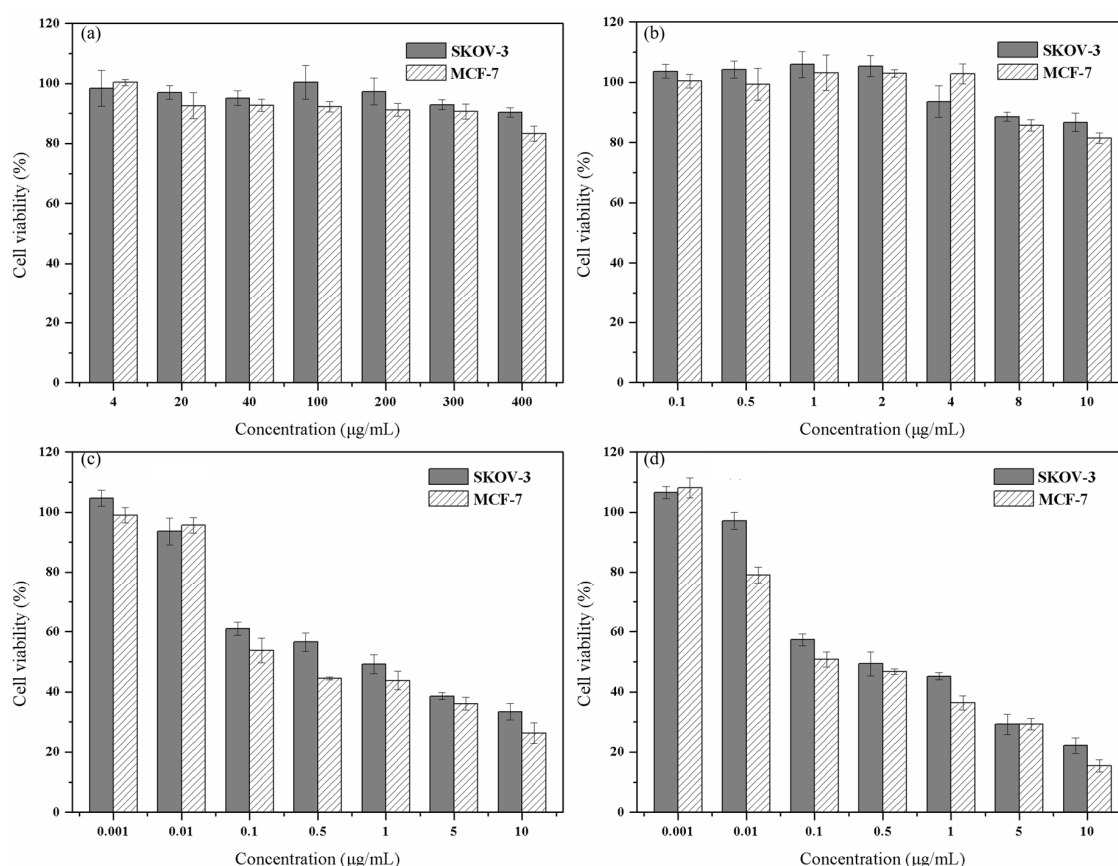 (a)
SKOV-3
MCF-7
120
100
80
60
40
20
0
Cell viability (%)
4 20 40 100 200 300 400
Concentration (μg/mL)
(b)
SKOV-3
MCF-7
120
100
80
60
40
20
0
Cell viability (%)
0.1 0.5 1 2 4 8 10
Concentration (μg/mL)
(c)
SKOV-3
MCF-7
120
100
80
60
40
20
0
Cell viability (%)
0.001 0.01 0.1 0.5 1 5 10
Concentration (μg/mL)
(d)
SKOV-3
MCF-7
120
100
80
60
40
20
0
Cell viability (%)
0.001 0.01 0.1 0.5 1 5 10
Concentration (μg/mL)